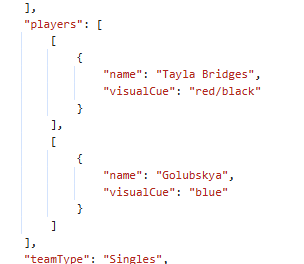 ],
"players": [
[
{
"name": "Tayla Bridges",
"visualCue": "red/black"
}
],
[
{
"name": "Golubskya",
"visualCue": "blue"
}
]
],
"teamType": "Singles",